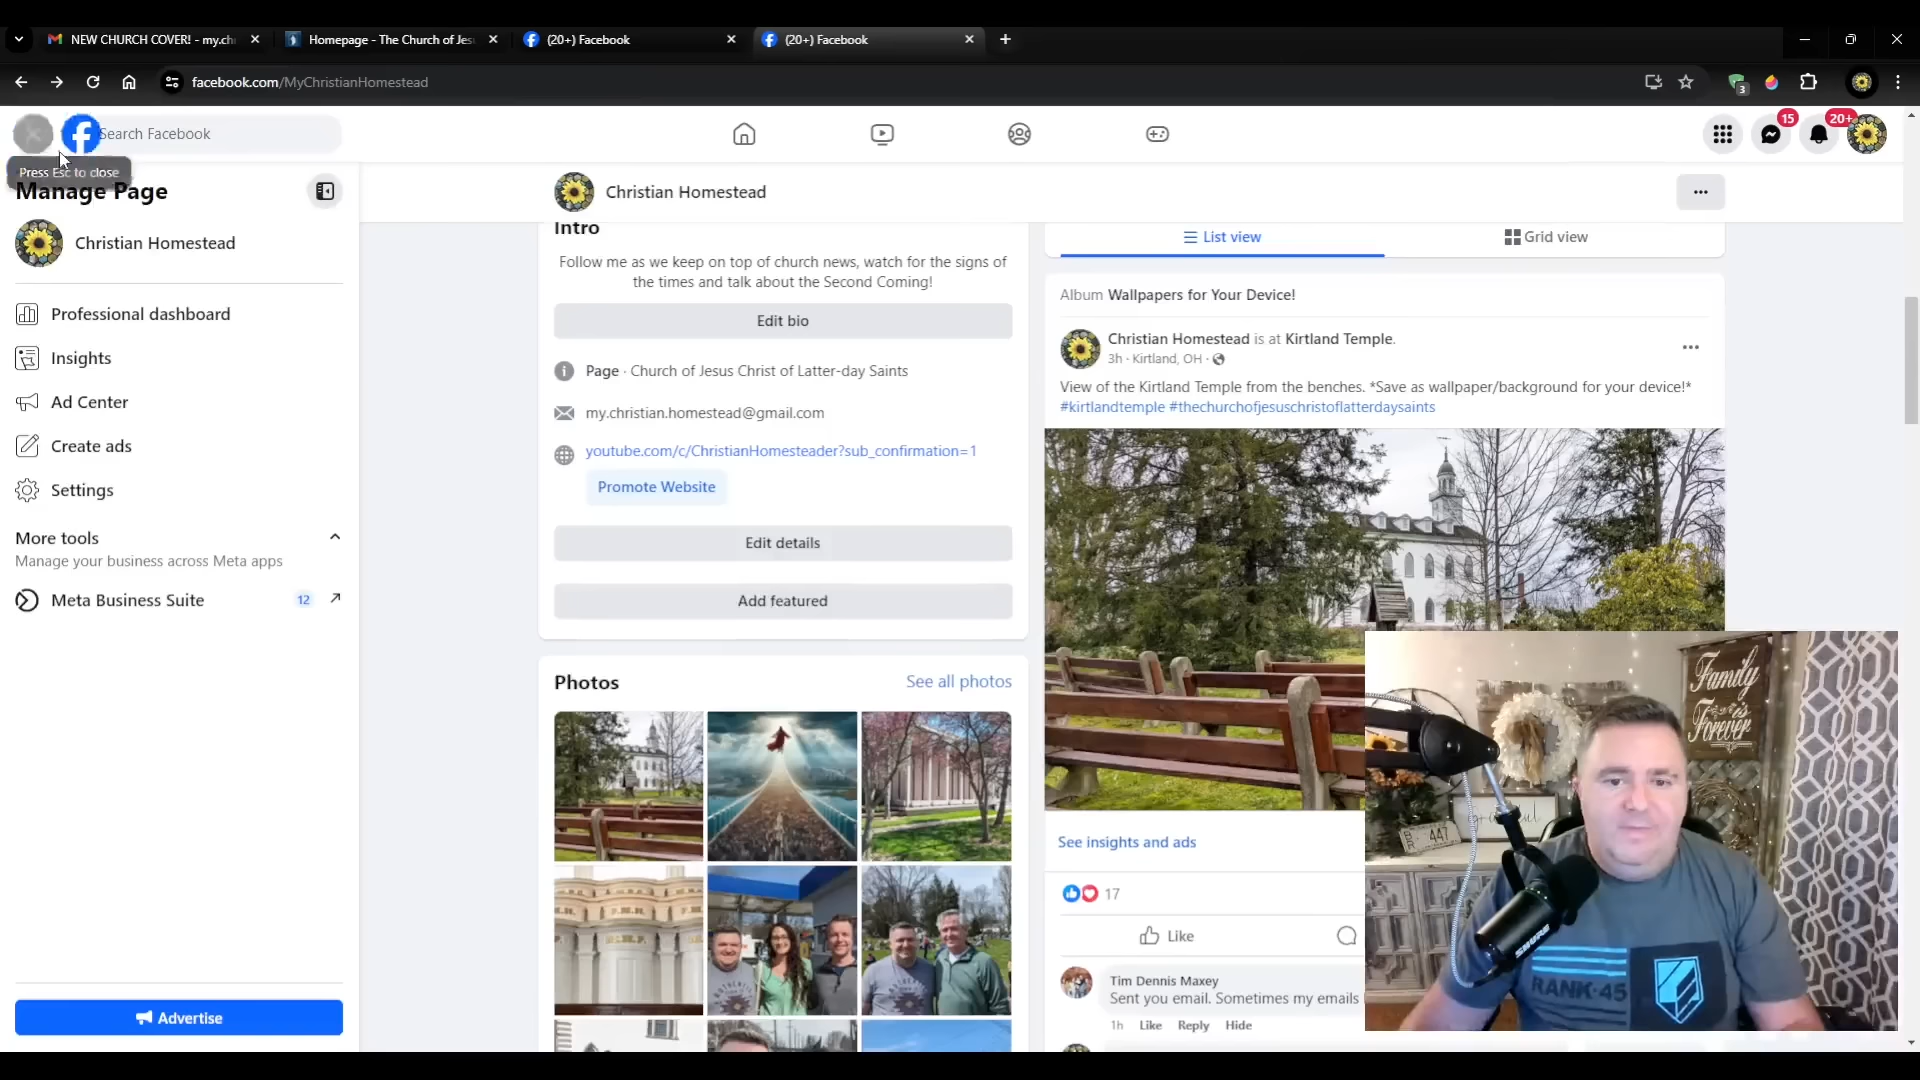 NEW CHURCH COVER! - my.ch
Homepage - The Church of Jes
(20+) Facebook
(20+) Facebook
facebook.com/MyChristianHomestead
3
Search Facebook
15
20+
Press Esc to close
Manage Page
Christian Homestead
Professional dashboard
Insights
Ad Center
Create ads
Settings
More tools
Manage your business across Meta apps
Meta Business Suite
12
Advertise
Christian Homestead
Intro
Follow me as we keep on top of church news, watch for the signs of
the times and talk about the Second Coming!
Edit bio
Page · Church of Jesus Christ of Latter-day Saints
my.christian.homestead@gmail.com
youtube.com/c/ChristianHomesteader?sub_confirmation=1
Promote Website
Edit details
Add featured
Photos
See all photos
List view
Grid view
Album Wallpapers for Your Device!
Christian Homestead is at Kirtland Temple.
3h · Kirtland, OH ·
View of the Kirtland Temple from the benches. *Save as wallpaper/background for your device!*
#kirtlandtemple #thechurchofjesuschristoflatterdaysaints
See insights and ads
17
Like
Tim Dennis Maxey
Sent you email. Sometimes my emails
1h Like Reply Hide
Family
Forever
447
SHURE
RANK-45